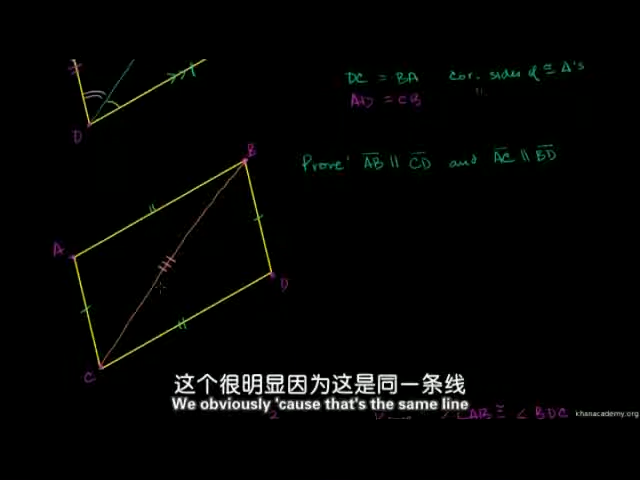 DC = BA cor. sides of ≅ Δ's
AD = CB "
D
Prove: AB || CD and AC || BD
B
A
D
C
这个很明显因为这是同一条线
We obviously 'cause that's the same line
AB ≅ ∠ BDC
khanacademy.org